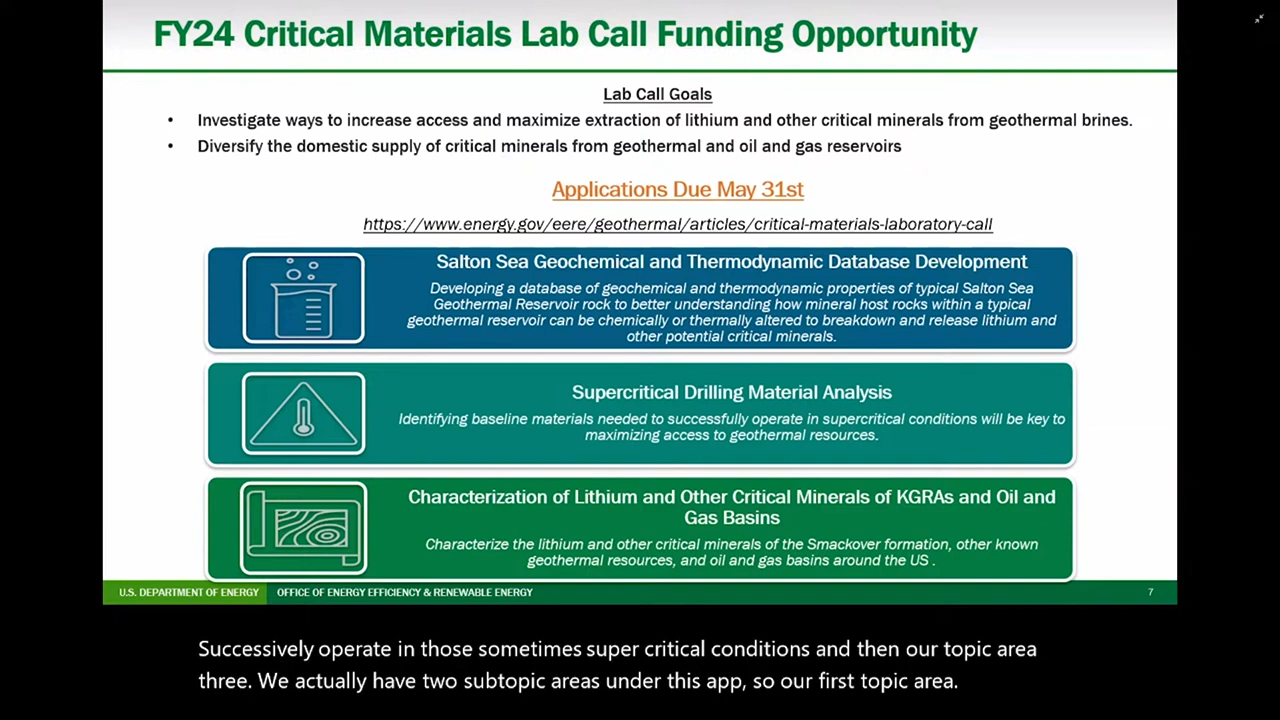 FY24 Critical Materials Lab Call Funding Opportunity
Lab Call Goals
• Investigate ways to increase access and maximize extraction of lithium and other critical minerals from geothermal brines.
• Diversify the domestic supply of critical minerals from geothermal and oil and gas reservoirs
Applications Due May 31st
https://www.energy.gov/eere/geothermal/articles/critical-materials-laboratory-call
Salton Sea Geochemical and Thermodynamic Database Development
Developing a database of geochemical and thermodynamic properties of typical Salton Sea
Geothermal Reservoir rock to better understanding how mineral host rocks within a typical
geothermal reservoir can be chemically or thermally altered to breakdown and release lithium and
other potential critical minerals.
Supercritical Drilling Material Analysis
Identifying baseline materials needed to successfully operate in supercritical conditions will be key to
maximizing access to geothermal resources.
Characterization of Lithium and Other Critical Minerals of KGRAs and Oil and
Gas Basins
Characterize the lithium and other critical minerals of the Smackover formation, other known
geothermal resources, and oil and gas basins around the US .
U.S. DEPARTMENT OF ENERGY OFFICE OF ENERGY EFFICIENCY & RENEWABLE ENERGY 7
Successively operate in those sometimes super critical conditions and then our topic area
three. We actually have two subtopic areas under this app, so our first topic area.